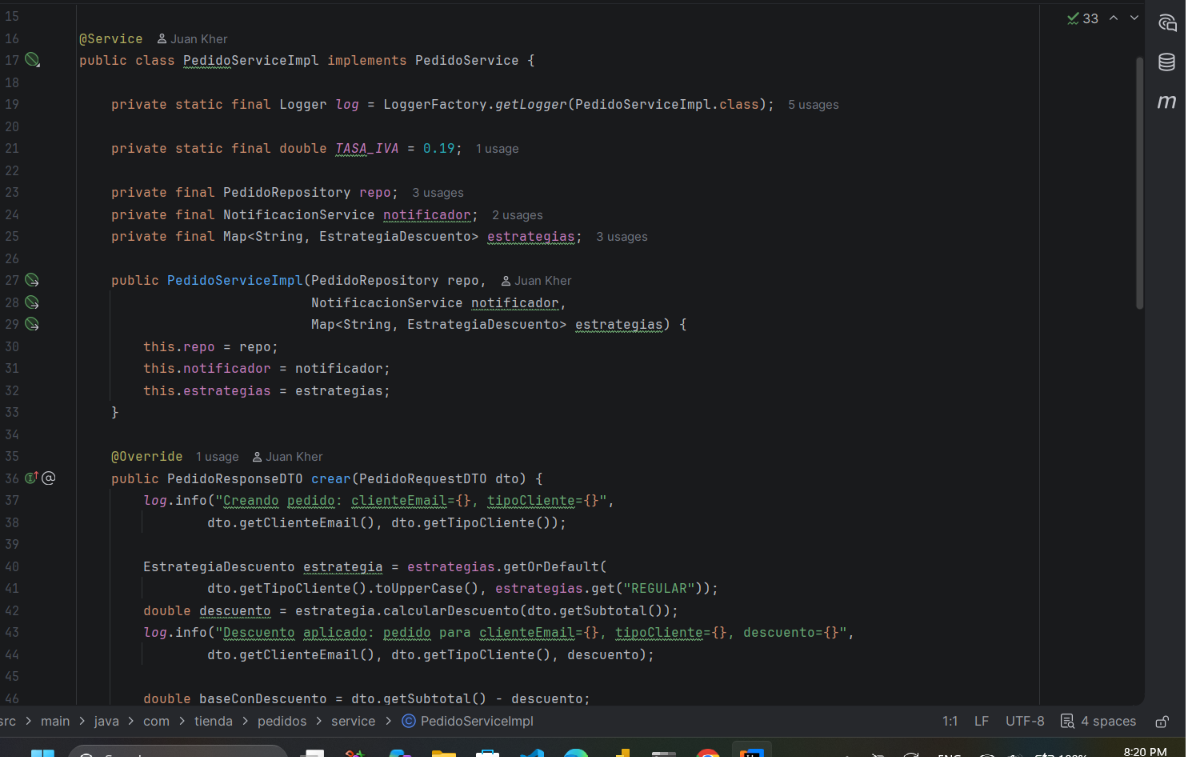 15
33
16 @Service Juan Kher
17 public class PedidoServiceImpl implements PedidoService {
18
19 private static final Logger log = LoggerFactory.getLogger(PedidoServiceImpl.class); 5 usages
20
21 private static final double TASA_IVA = 0.19; 1 usage
22
23 private final PedidoRepository repo; 3 usages
24 private final NotificacionService notificador; 2 usages
25 private final Map<String, EstrategiaDescuento> estrategias; 3 usages
26
27 public PedidoServiceImpl(PedidoRepository repo, Juan Kher
28 NotificacionService notificador,
29 Map<String, EstrategiaDescuento> estrategias) {
30 this.repo = repo;
31 this.notificador = notificador;
32 this.estrategias = estrategias;
33 }
34
35 @Override 1 usage Juan Kher
36 public PedidoResponseDTO crear(PedidoRequestDTO dto) {
37 log.info("Creando pedido: clienteEmail={}, tipoCliente={}",
38 dto.getClienteEmail(), dto.getTipoCliente());
39
40 EstrategiaDescuento estrategia = estrategias.getOrDefault(
41 dto.getTipoCliente().toUpperCase(), estrategias.get("REGULAR"));
42 double descuento = estrategia.calcularDescuento(dto.getSubtotal());
43 log.info("Descuento aplicado: pedido para clienteEmail={}, tipoCliente={}, descuento={}",
44 dto.getClienteEmail(), dto.getTipoCliente(), descuento);
45
46 double baseConDescuento = dto.getSubtotal() - descuento;
src > main > java > com > tienda > pedidos > service > PedidoServiceImpl 1:1 LF UTF-8 4 spaces
8:20 PM